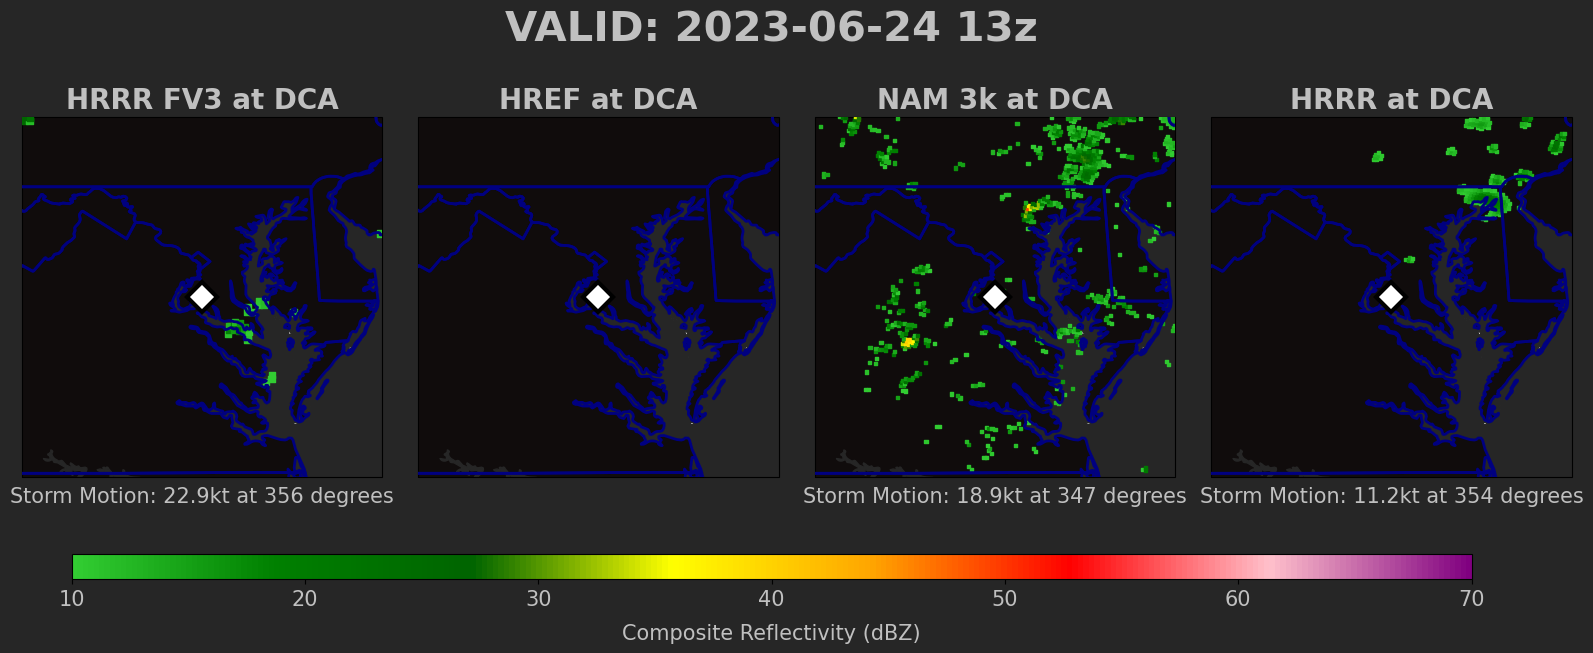 VALID: 2023-06-24 13z
HRRR FV3 at DCA
HREF at DCA
NAM 3k at DCA
HRRR at DCA
Storm Motion: 22.9kt at 356 degrees
Storm Motion: 18.9kt at 347 degrees
Storm Motion: 11.2kt at 354 degrees
10 20 30 40 50 60 70
Composite Reflectivity (dBZ)